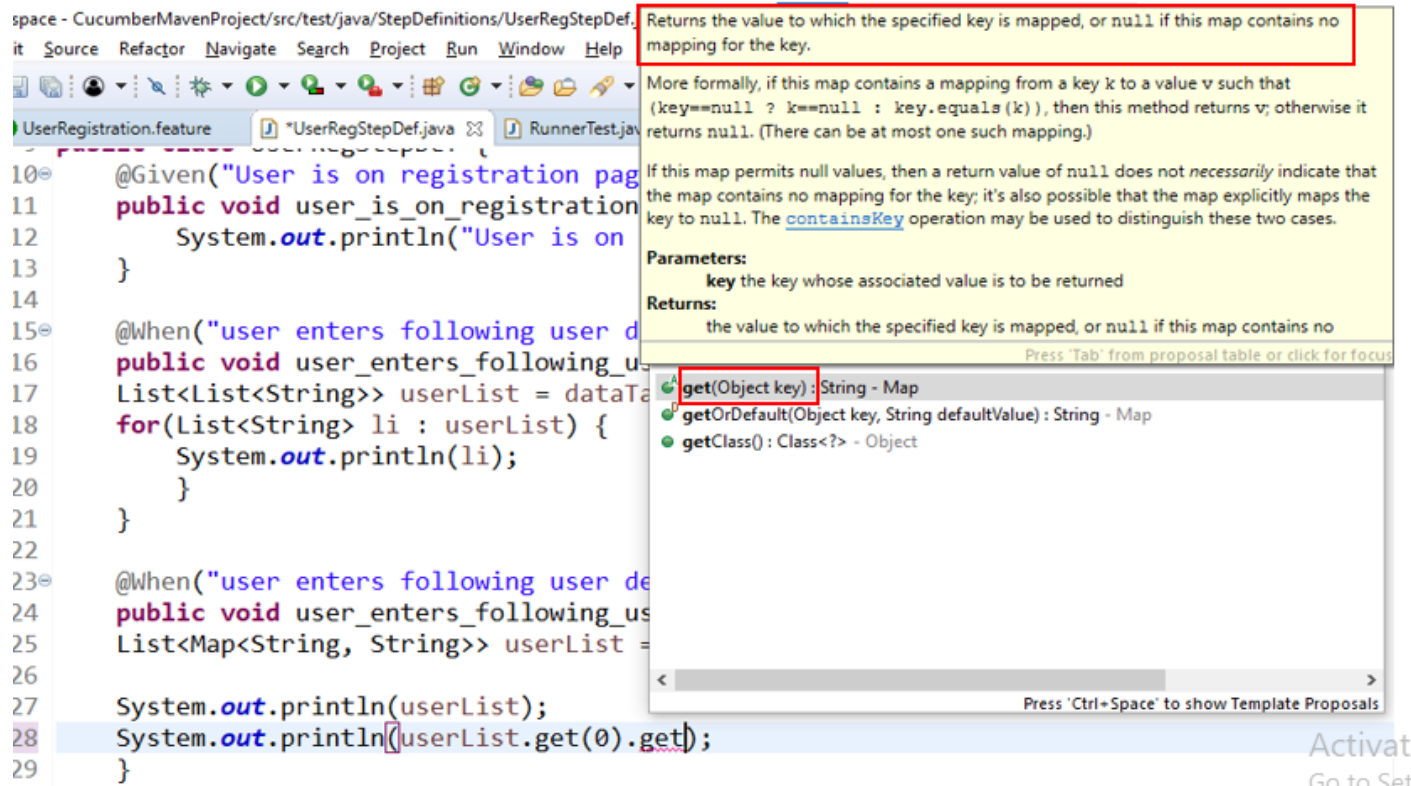 space - CucumberMavenProject/src/test/java/StepDefinitions/UserRegStepDef.
it Source Refactor Navigate Search Project Run Window Help
UserRegistration.feature *UserRegStepDef.java RunnerTest.jav
9 public class UserRegStepDef {
10 @Given("User is on registration pag
11 public void user_is_on_registration
12 System.out.println("User is on
13 }
14
15 @When("user enters following user d
16 public void user_enters_following_us
17 List<List<String>> userList = dataTa
18 for(List<String> li : userList) {
19 System.out.println(li);
20 }
21 }
22
23 @When("user enters following user de
24 public void user_enters_following_us
25 List<Map<String, String>> userList =
26
27 System.out.println(userList);
28 System.out.println(userList.get(0).get);
29 }
Returns the value to which the specified key is mapped, or null if this map contains no
mapping for the key.
More formally, if this map contains a mapping from a key k to a value v such that
(key==null ? k==null : key.equals(k)), then this method returns v; otherwise it
returns null. (There can be at most one such mapping.)
If this map permits null values, then a return value of null does not necessarily indicate that
the map contains no mapping for the key; it's also possible that the map explicitly maps the
key to null. The containsKey operation may be used to distinguish these two cases.
Parameters:
key the key whose associated value is to be returned
Returns:
the value to which the specified key is mapped, or null if this map contains no
Press 'Tab' from proposal table or click for focus
get(Object key) : String - Map
getOrDefault(Object key, String defaultValue) : String - Map
getClass() : Class<?> - Object
Press 'Ctrl+Space' to show Template Proposals
Activat
Go to Set